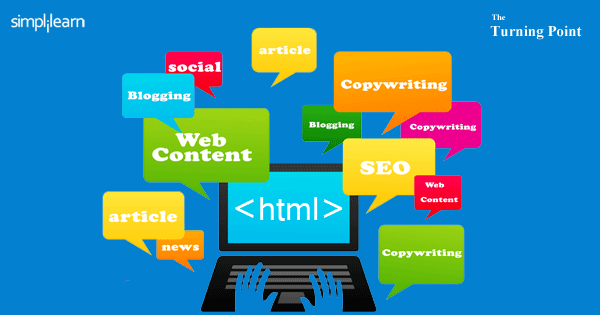 simplilearn
The
Turning Point
article
social
Copywriting
Blogging
Blogging
Copywriting
Web
Content
SEO
Web
Content
<html>
article
news
Copywriting